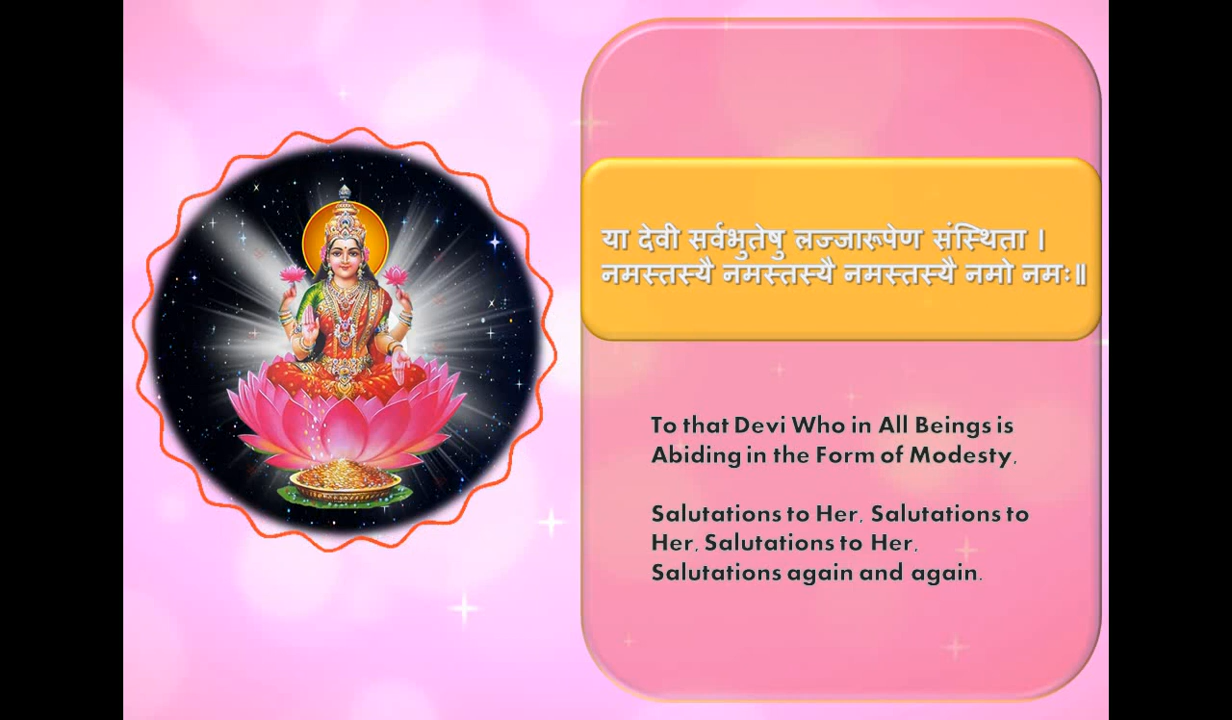 या देवी सर्वभुतेषु लज्जारूपेण संस्थिता ।
नमस्तस्यै नमस्तस्यै नमस्तस्यै नमो नमः॥
To that Devi Who in All Beings is
Abiding in the Form of Modesty,
Salutations to Her, Salutations to
Her, Salutations to Her,
Salutations again and again.